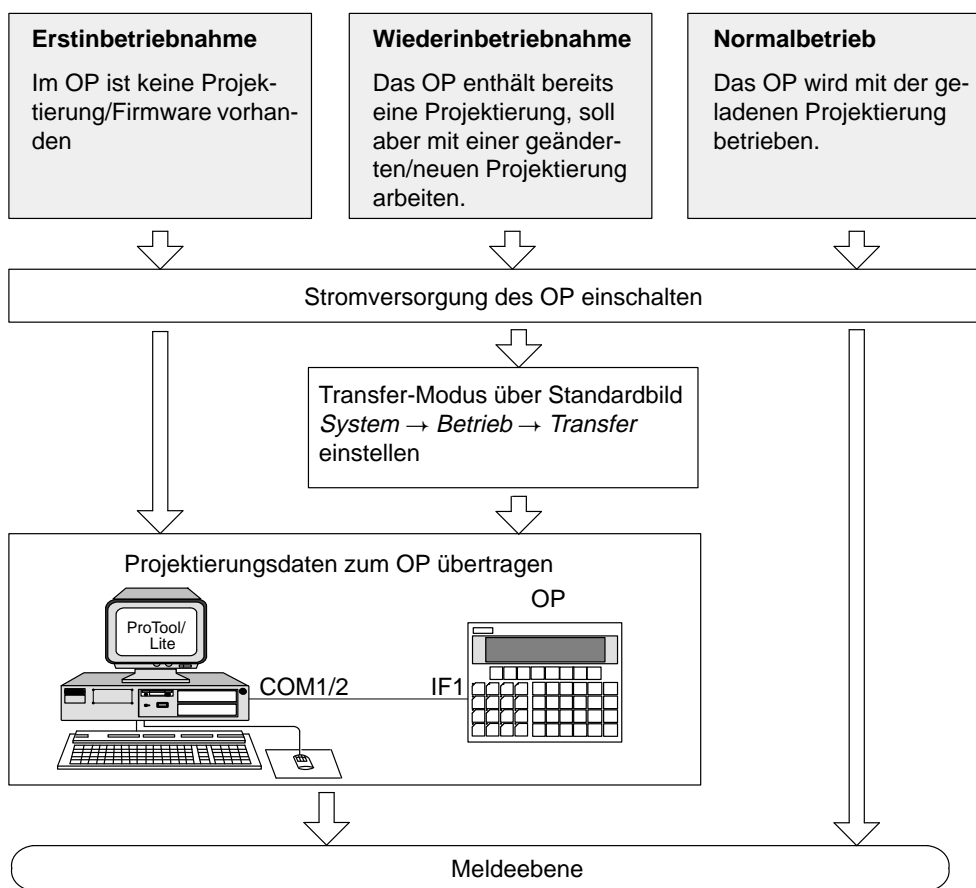 Erstinbetriebnahme
Im OP ist keine Projek-
tierung/Firmware vorhan-
den
Wiederinbetriebnahme
Das OP enthält bereits
eine Projektierung, soll
aber mit einer geänder-
ten/neuen Projektierung
arbeiten.
Normalbetrieb
Das OP wird mit der ge-
ladenen Projektierung
betrieben.
Stromversorgung des OP einschalten
Transfer-Modus über Standardbild
System → Betrieb → Transfer
einstellen
Projektierungsdaten zum OP übertragen
OP
ProTool/
Lite
COM1/2
IF1
Meldeebene